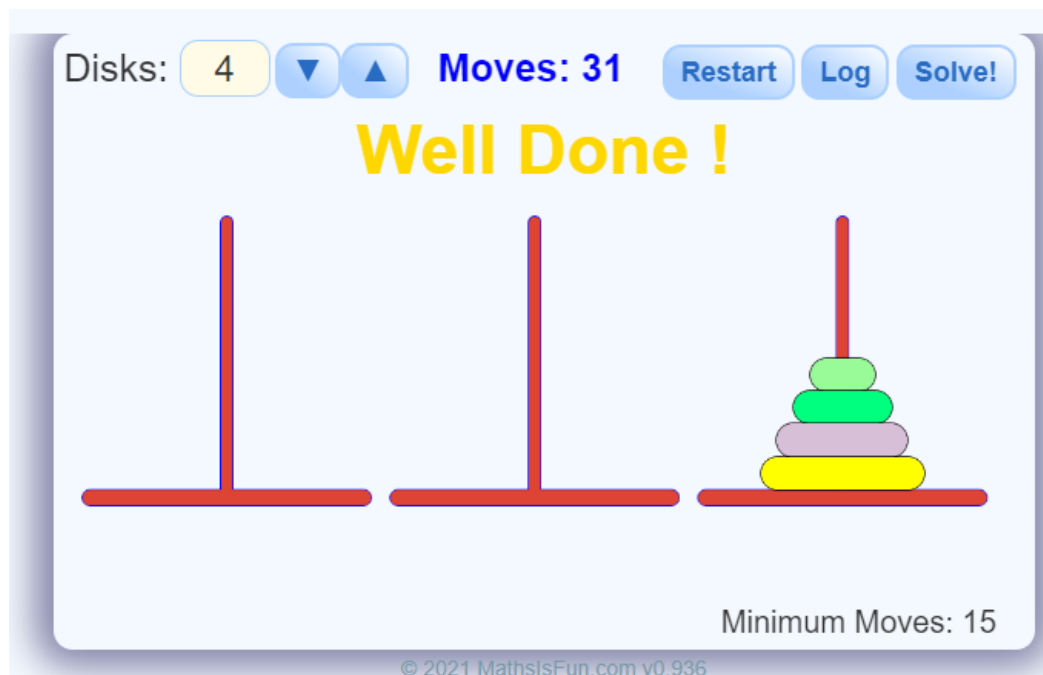 Disks: 4 ▼ ▲ Moves: 31 Restart Log Solve!
Well Done !
Minimum Moves: 15
© 2021 MathsIsFun.com v0.936